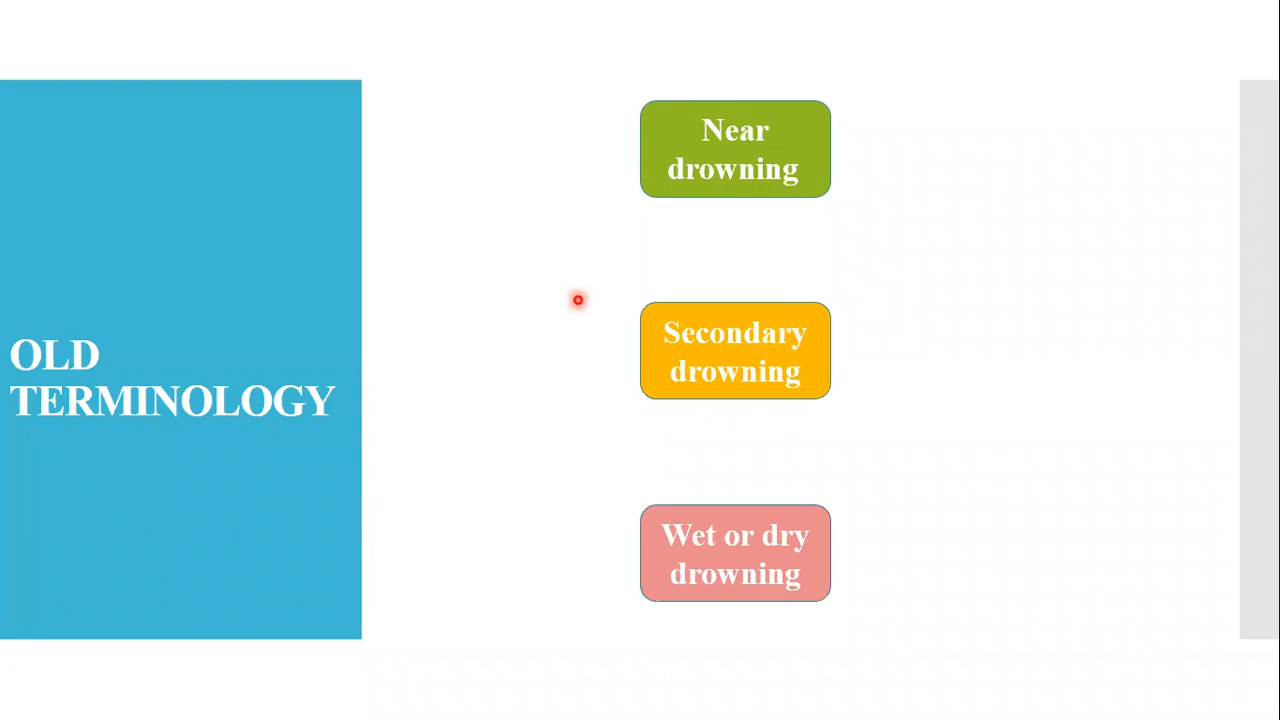 OLD
TERMINOLOGY
Near
drowning
Secondary
drowning
Wet or dry
drowning